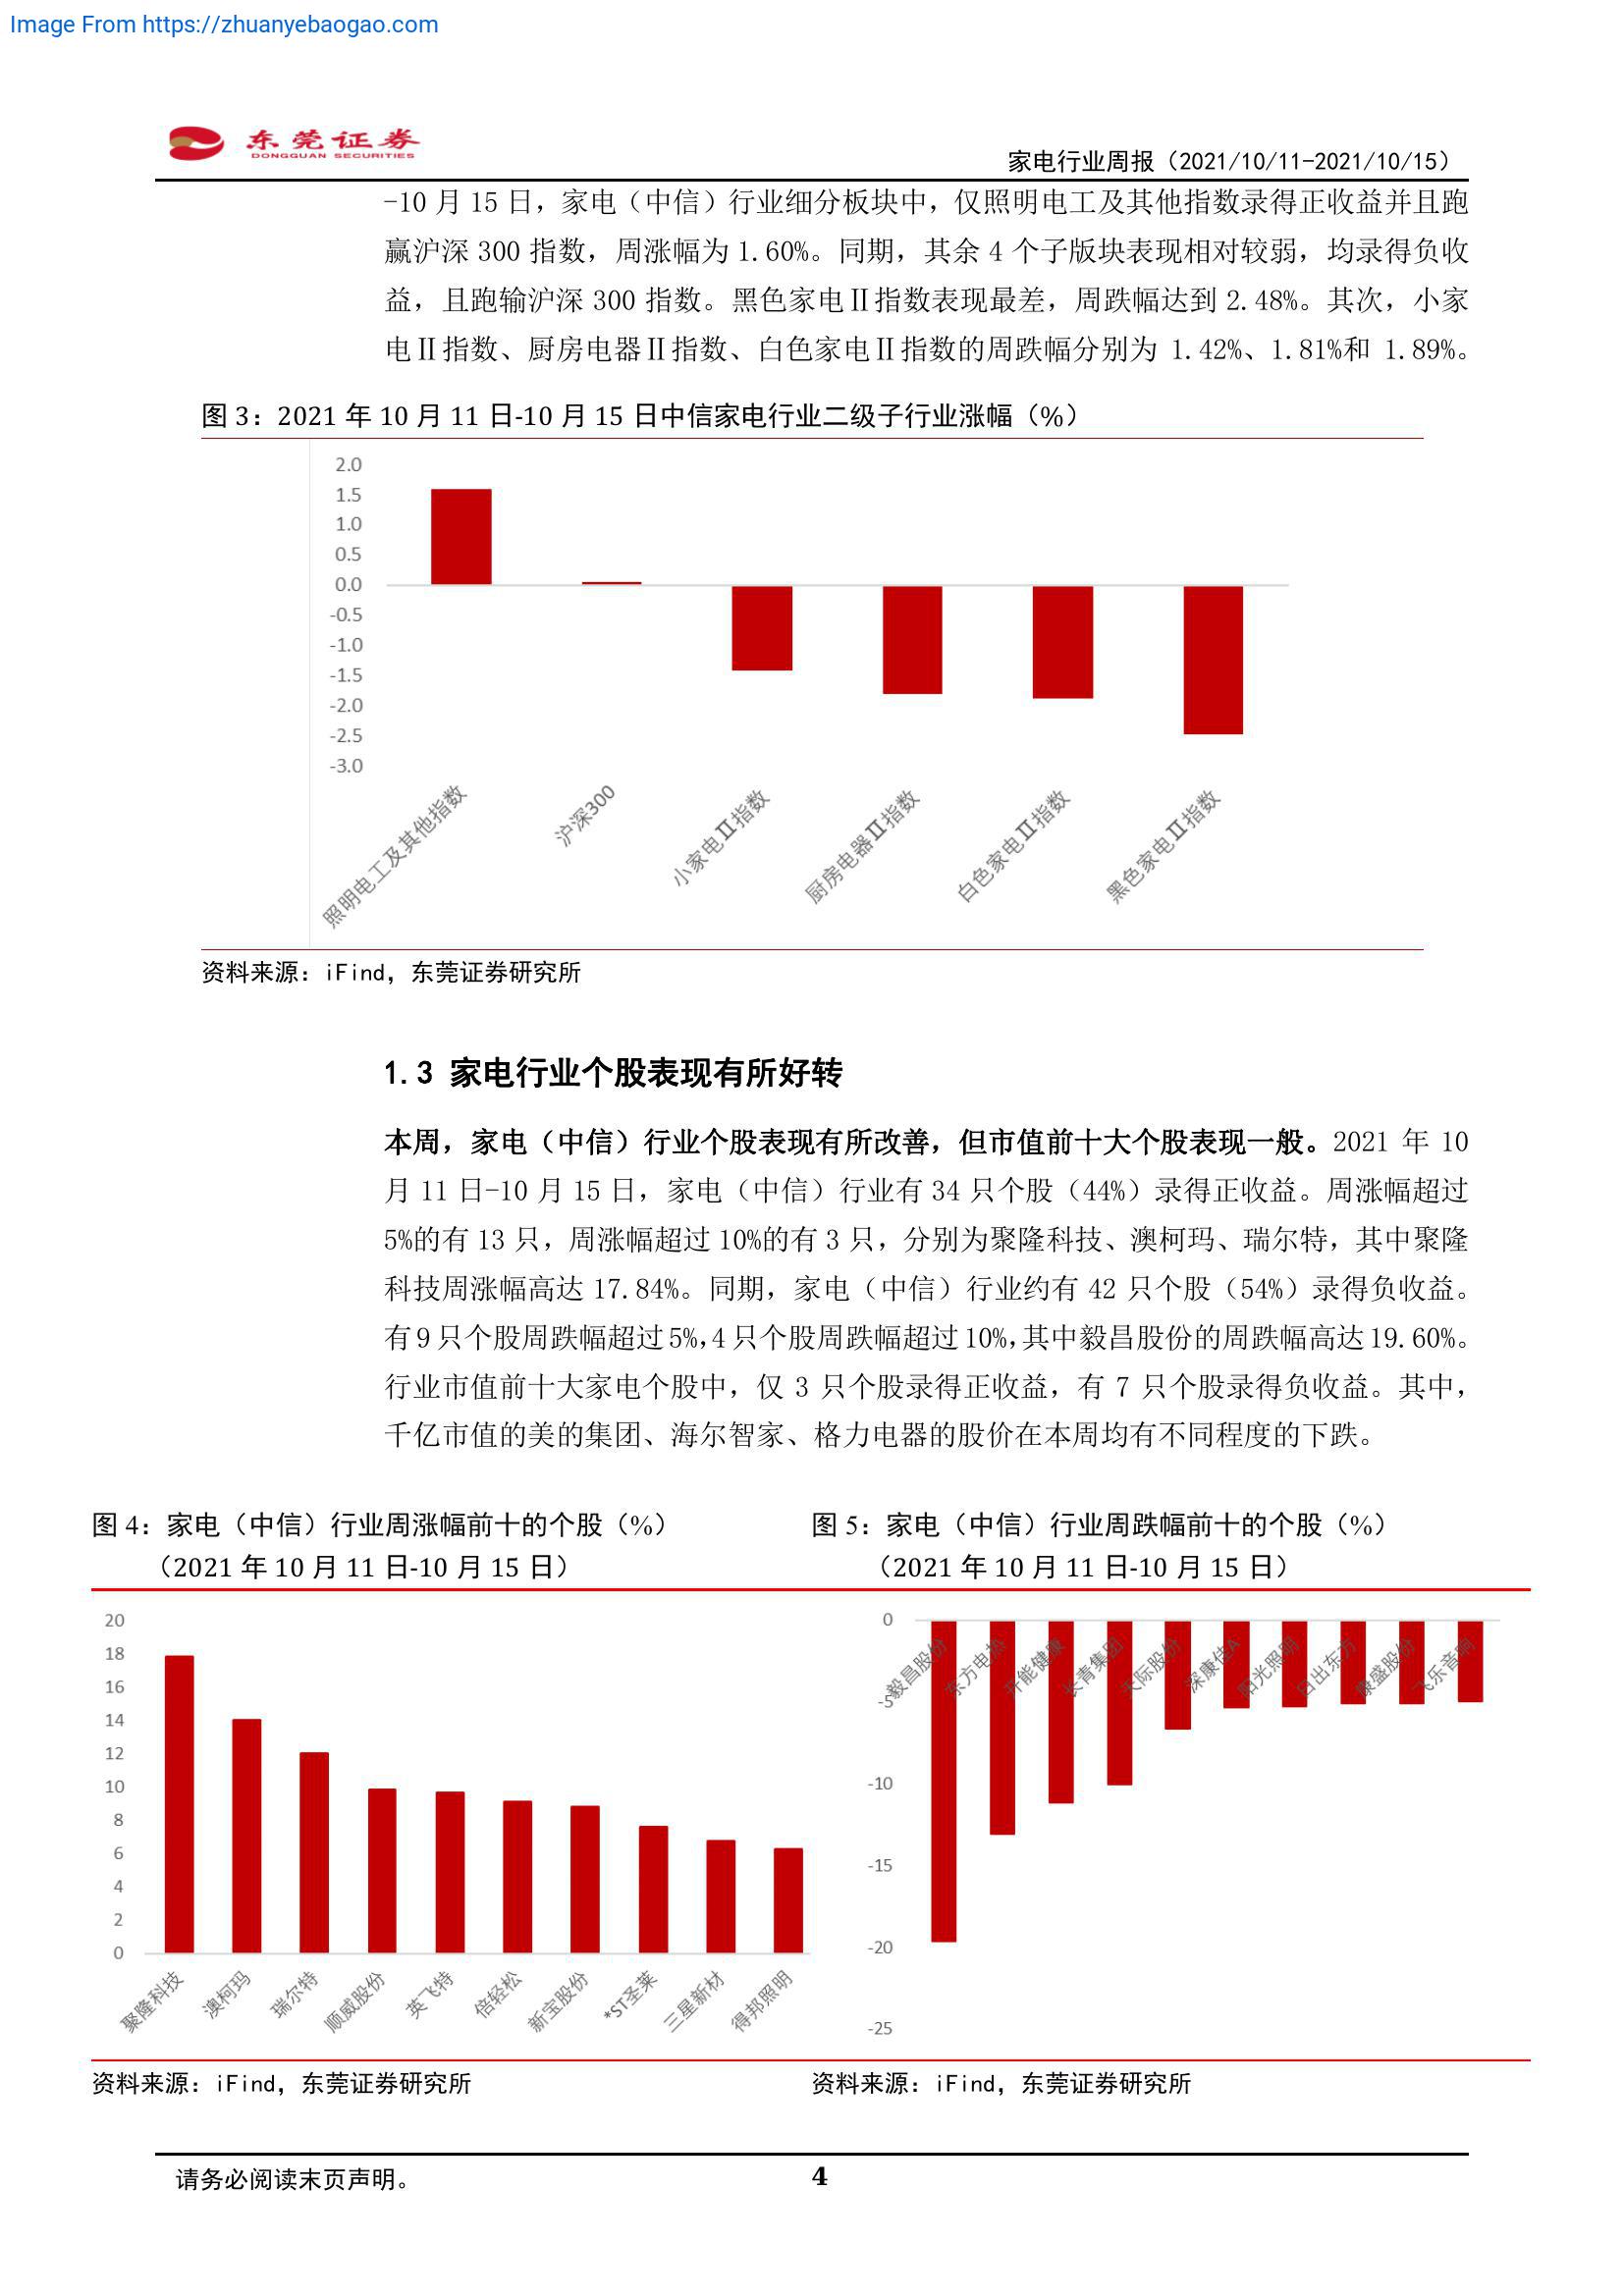 Image From https://zhuanyebaogao.com
东莞证券
DONGGUAN SECURITIES
家电行业周报（2021/10/11-2021/10/15）
-10 月 15 日，家电（中信）行业细分板块中，仅照明电工及其他指数录得正收益并且跑
赢沪深 300 指数，周涨幅为 1.60%。同期，其余 4 个子版块表现相对较弱，均录得负收
益，且跑输沪深 300 指数。黑色家电Ⅱ指数表现最差，周跌幅达到 2.48%。其次，小家
电Ⅱ指数、厨房电器Ⅱ指数、白色家电Ⅱ指数的周跌幅分别为 1.42%、1.81%和 1.89%。
图 3：2021 年 10 月 11 日-10 月 15 日中信家电行业二级子行业涨幅（%）
2.0
1.5
1.0
0.5
0.0
-0.5
-1.0
-1.5
-2.0
-2.5
-3.0
照明电工及其他指数
沪深300
小家电Ⅱ指数
厨房电器Ⅱ指数
白色家电Ⅱ指数
黑色家电Ⅱ指数
资料来源：iFind，东莞证券研究所
1.3 家电行业个股表现有所好转
本周，家电（中信）行业个股表现有所改善，但市值前十大个股表现一般。2021 年 10
月 11 日-10 月 15 日，家电（中信）行业有 34 只个股（44%）录得正收益。周涨幅超过
5%的有 13 只，周涨幅超过 10%的有 3 只，分别为聚隆科技、澳柯玛、瑞尔特，其中聚隆
科技周涨幅高达 17.84%。同期，家电（中信）行业约有 42 只个股（54%）录得负收益。
有 9 只个股周跌幅超过 5%，4 只个股周跌幅超过 10%，其中毅昌股份的周跌幅高达 19.60%。
行业市值前十大家电个股中，仅 3 只个股录得正收益，有 7 只个股录得负收益。其中，
千亿市值的美的集团、海尔智家、格力电器的股价在本周均有不同程度的下跌。
图 4：家电（中信）行业周涨幅前十的个股（%）
（2021 年 10 月 11 日-10 月 15 日）
20
18
16
14
12
10
8
6
4
2
0
聚隆科技
澳柯玛
瑞尔特
顺威股份
英飞特
倍轻松
新宝股份
*ST圣莱
三星新材
得邦照明
资料来源：iFind，东莞证券研究所
图 5：家电（中信）行业周跌幅前十的个股（%）
（2021 年 10 月 11 日-10 月 15 日）
0
-5
-10
-15
-20
-25
毅昌股份
东方电热
开能健康
长青集团
天际股份
深康佳A
阳光照明
日出东方
康盛股份
飞乐音响
资料来源：iFind，东莞证券研究所
请务必阅读末页声明。
4